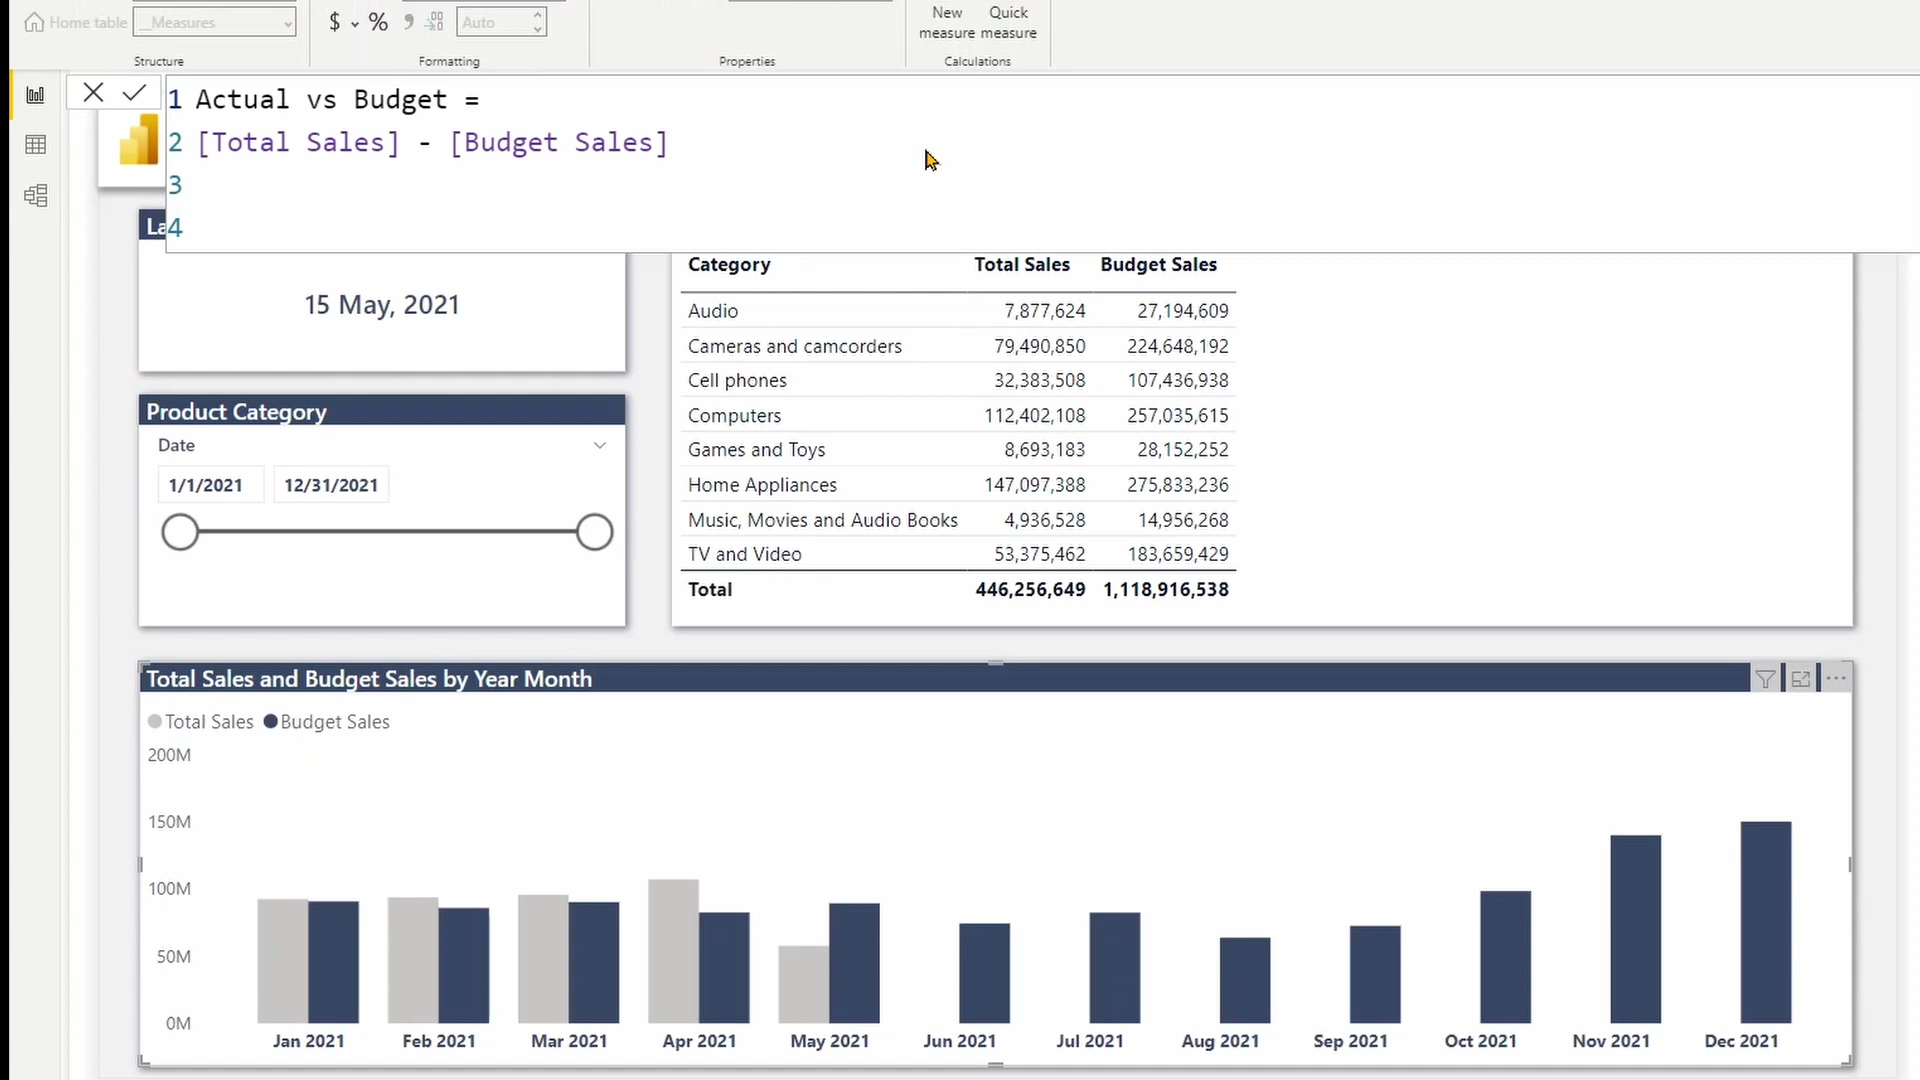 Home table
__Measures
$
%
Auto
New
measure
Quick
measure
Structure
Formatting
Properties
Calculations
1 Actual vs Budget =
2 [Total Sales] - [Budget Sales]
3
4
La
15 May, 2021
Product Category
Date
1/1/2021 12/31/2021
Category Total Sales Budget Sales
Audio 7,877,624 27,194,609
Cameras and camcorders 79,490,850 224,648,192
Cell phones 32,383,508 107,436,938
Computers 112,402,108 257,035,615
Games and Toys 8,693,183 28,152,252
Home Appliances 147,097,388 275,833,236
Music, Movies and Audio Books 4,936,528 14,956,268
TV and Video 53,375,462 183,659,429
Total 446,256,649 1,118,916,538
Total Sales and Budget Sales by Year Month
Total Sales Budget Sales
200M
150M
100M
50M
0M
Jan 2021 Feb 2021 Mar 2021 Apr 2021 May 2021 Jun 2021 Jul 2021 Aug 2021 Sep 2021 Oct 2021 Nov 2021 Dec 2021